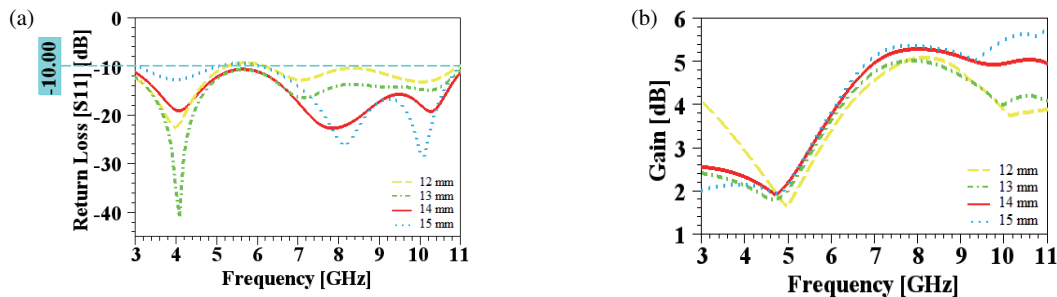 (a)
0
-10.00
-10
-20
-30
-40
Return Loss [S11] [dB]
12 mm
13 mm
14 mm
15 mm
3 4 5 6 7 8 9 10 11
Frequency [GHz]
(b)
6
5
4
3
2
1
Gain [dB]
12 mm
13 mm
14 mm
15 mm
3 4 5 6 7 8 9 10 11
Frequency [GHz]